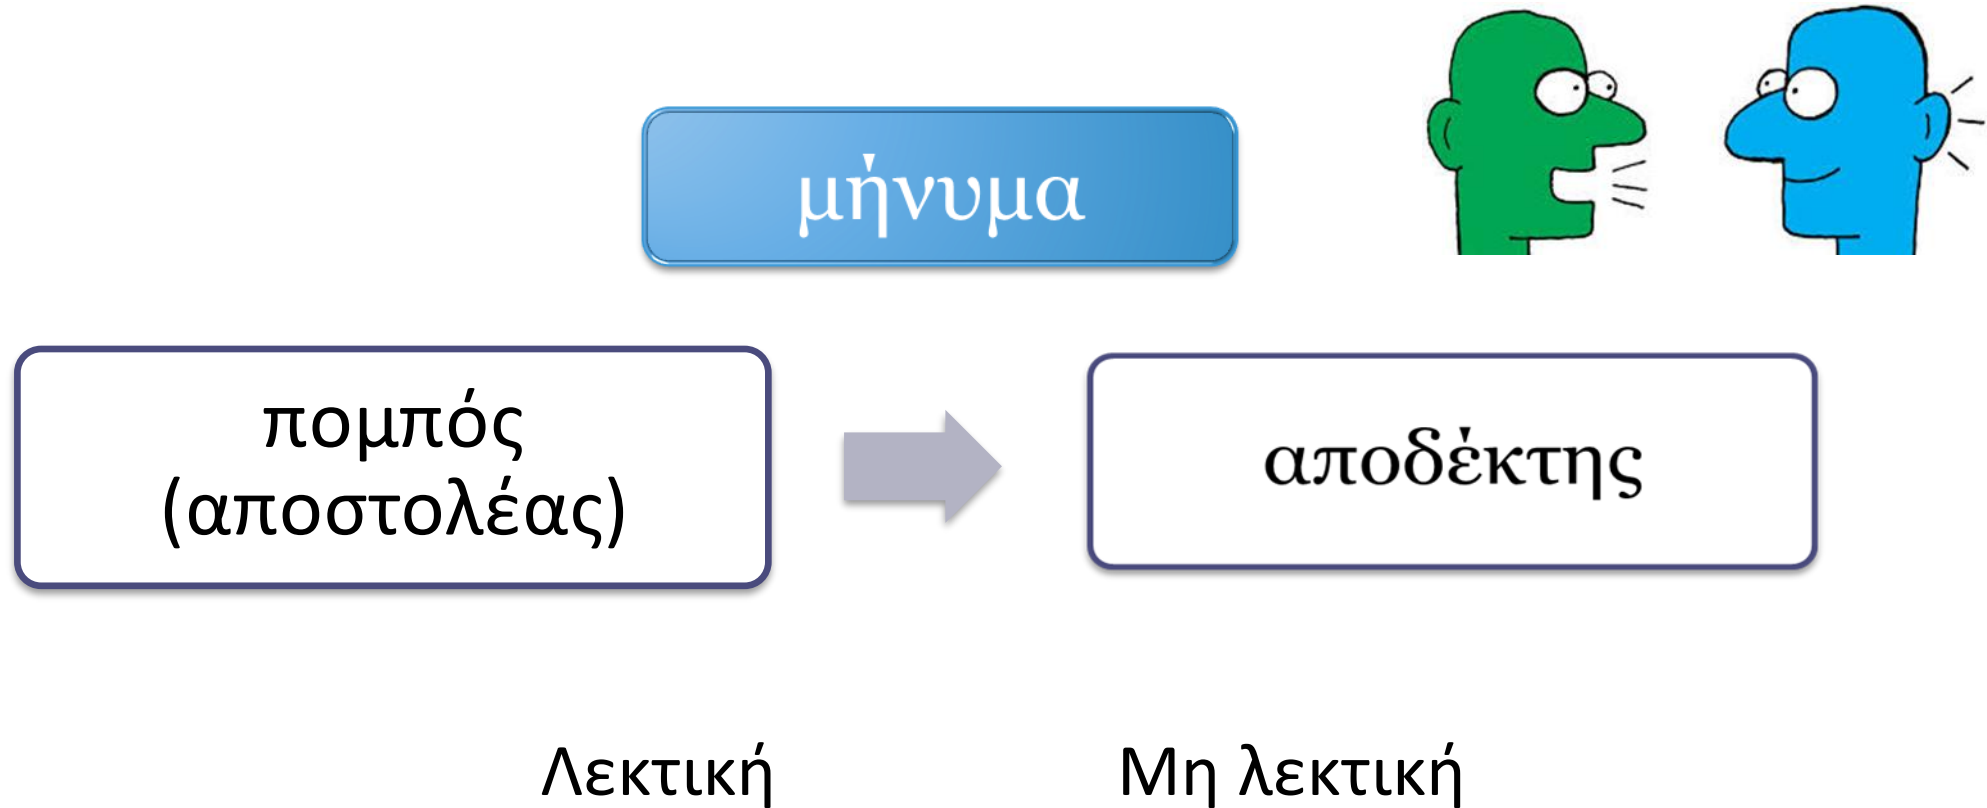 μήνυμα
πομπός
(αποστολέας)
αποδέκτης
Λεκτική
Μη λεκτική